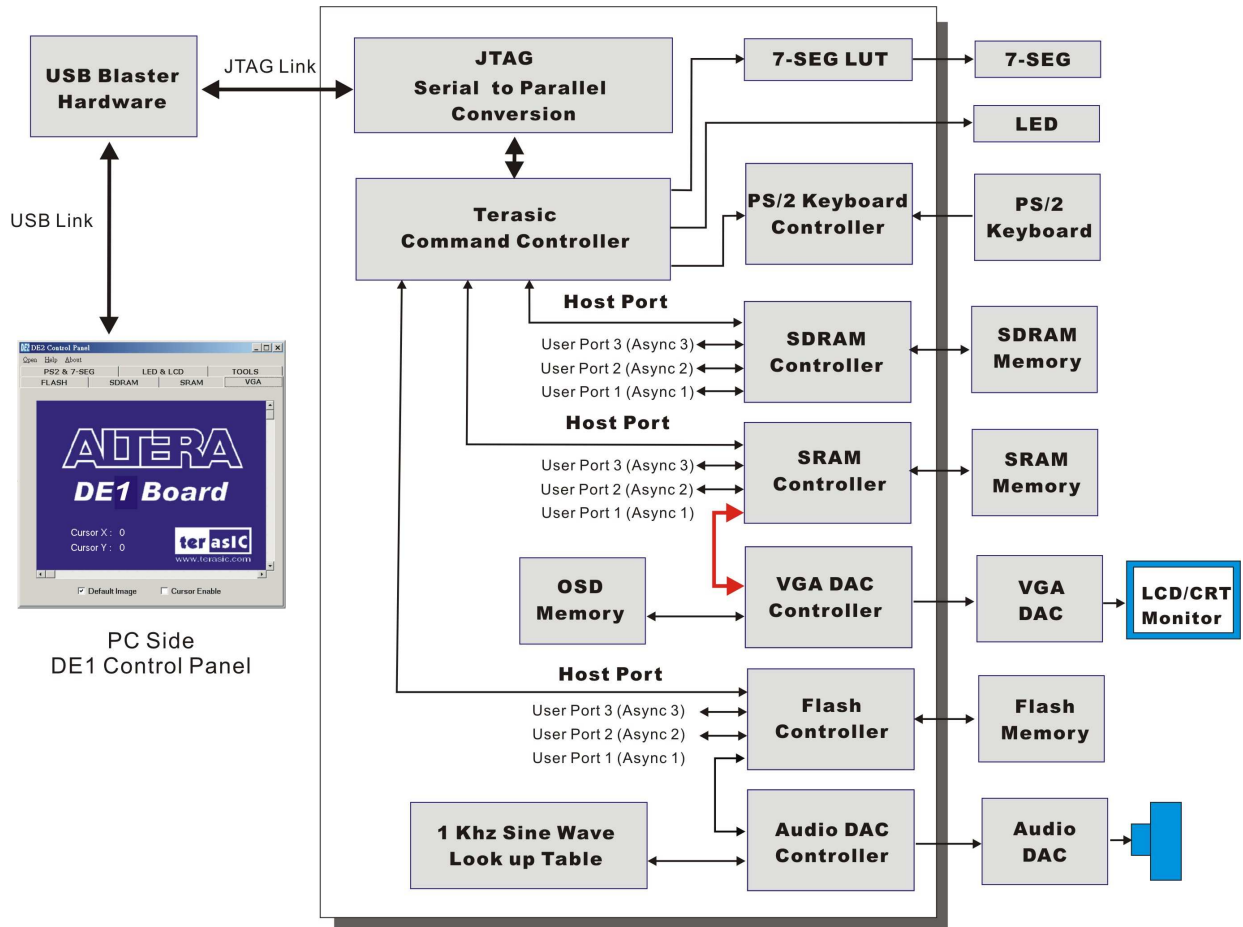 USB Blaster
Hardware
JTAG Link
JTAG
Serial to Parallel
Conversion
7-SEG LUT
7-SEG
LED
USB Link
Terasic
Command Controller
PS/2 Keyboard
Controller
PS/2
Keyboard
Host Port
User Port 3 (Async 3)
User Port 2 (Async 2)
User Port 1 (Async 1)
SDRAM
Controller
SDRAM
Memory
DE2 Control Panel
Open Help About
PS2 & 7-SEG LED & LCD TOOLS
FLASH SDRAM SRAM VGA
ALTERA
DE1 Board
Cursor X : 0
Cursor Y : 0
terasIC
www.terasic.com
Default Image Cursor Enable
PC Side
DE1 Control Panel
Host Port
User Port 3 (Async 3)
User Port 2 (Async 2)
User Port 1 (Async 1)
SRAM
Controller
SRAM
Memory
OSD
Memory
VGA DAC
Controller
VGA
DAC
LCD/CRT
Monitor
Host Port
User Port 3 (Async 3)
User Port 2 (Async 2)
User Port 1 (Async 1)
Flash
Controller
Flash
Memory
1 Khz Sine Wave
Look up Table
Audio DAC
Controller
Audio
DAC